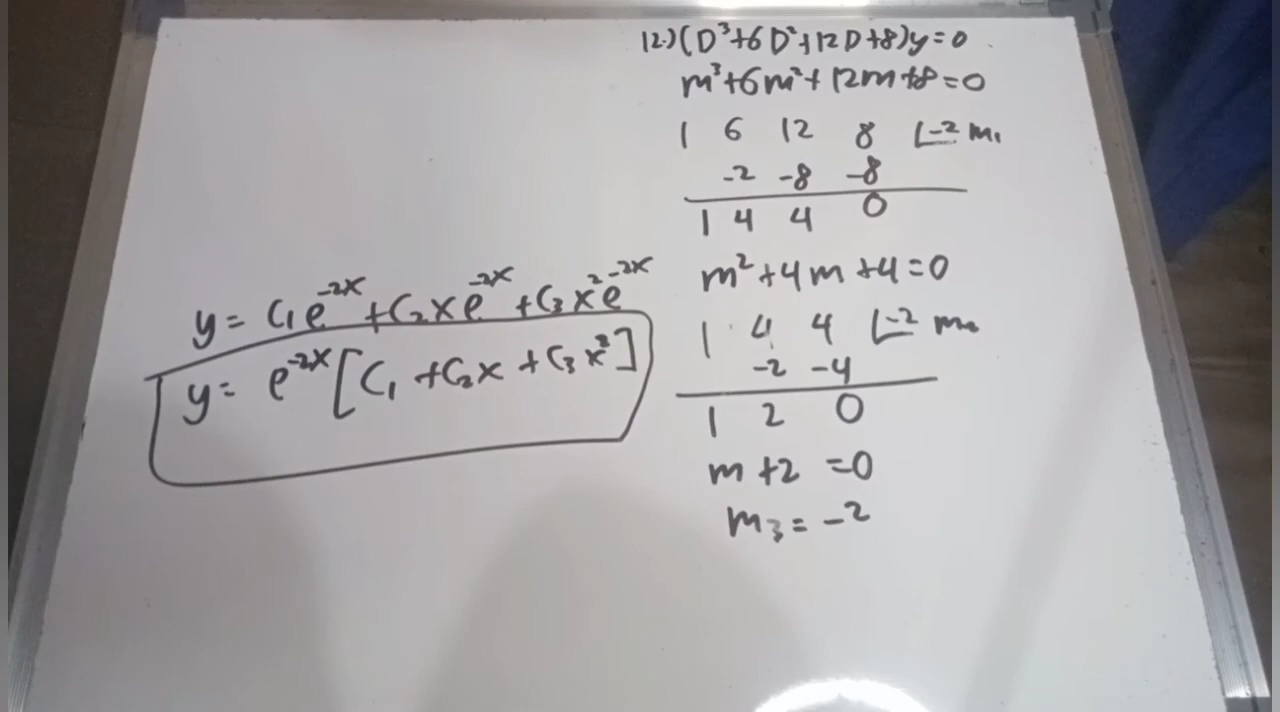 12.) (D³+6D²+12D+8)y=0
m³+6m²+12m+8=0
1 6 12 8 ⌊-2 m₁
-2 -8 -8
1 4 4 0
m²+4m+4=0
1 4 4 ⌊-2 m₂
-2 -4
1 2 0
m+2=0
m₃=-2
y= C₁e⁻²ˣ+C₂xe⁻²ˣ+C₃x²e⁻²ˣ
y= e⁻²ˣ[C₁+C₂x+C₃x²]